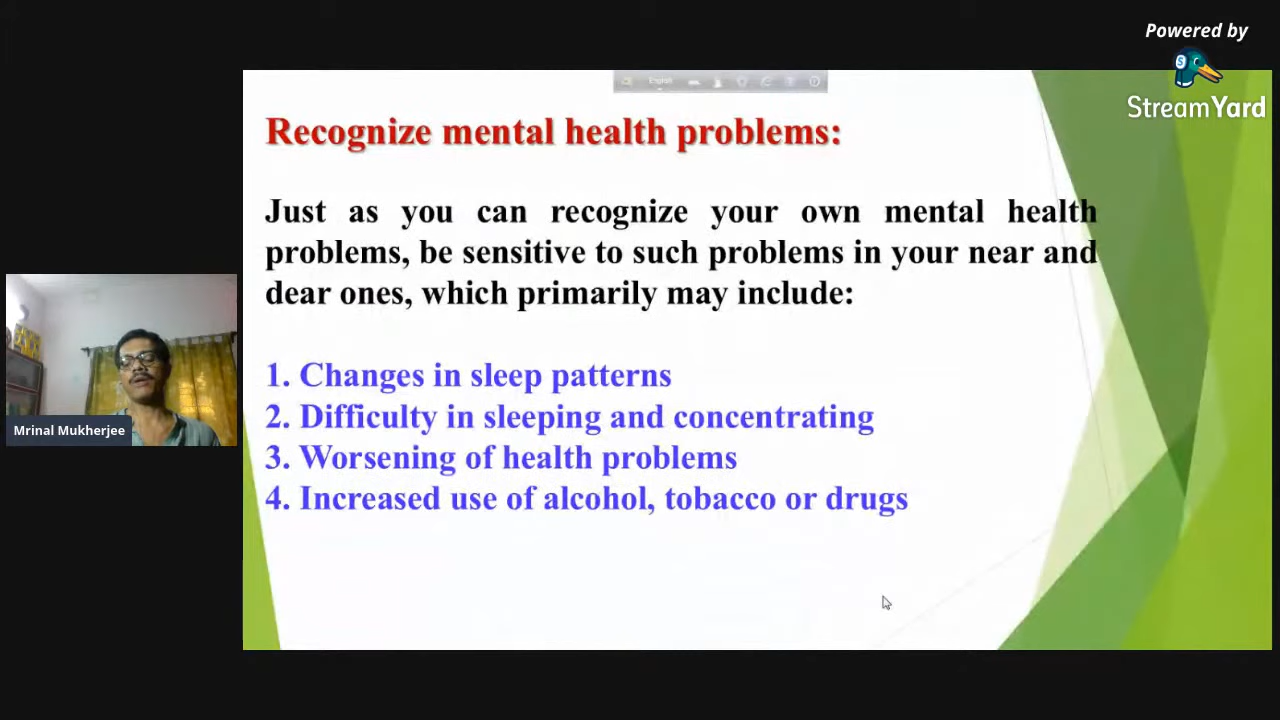 Powered by
StreamYard
English
Recognize mental health problems:
Just as you can recognize your own mental health
problems, be sensitive to such problems in your near and
dear ones, which primarily may include:
1. Changes in sleep patterns
2. Difficulty in sleeping and concentrating
3. Worsening of health problems
4. Increased use of alcohol, tobacco or drugs
Mrinal Mukherjee